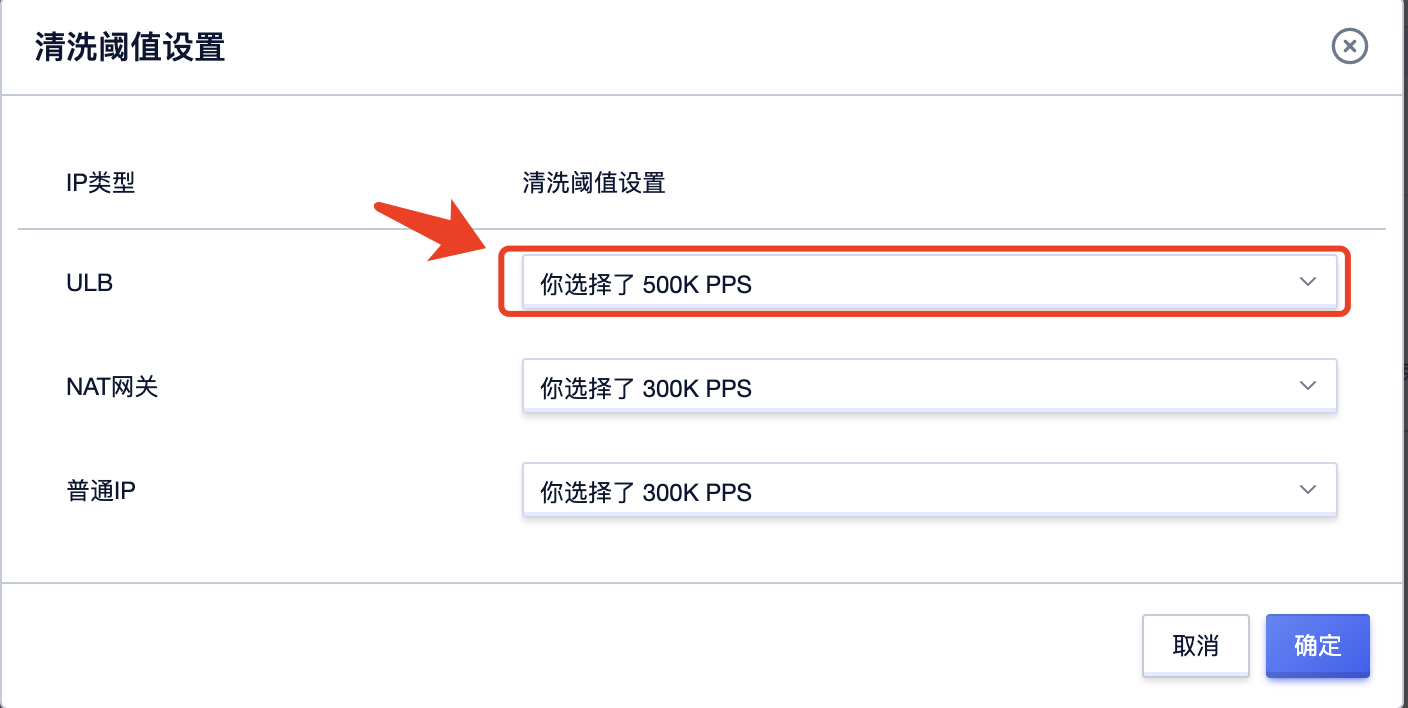 清洗阈值设置
IP类型
清洗阈值设置
ULB
你选择了 500K PPS
NAT网关
你选择了 300K PPS
普通IP
你选择了 300K PPS
取消
确定